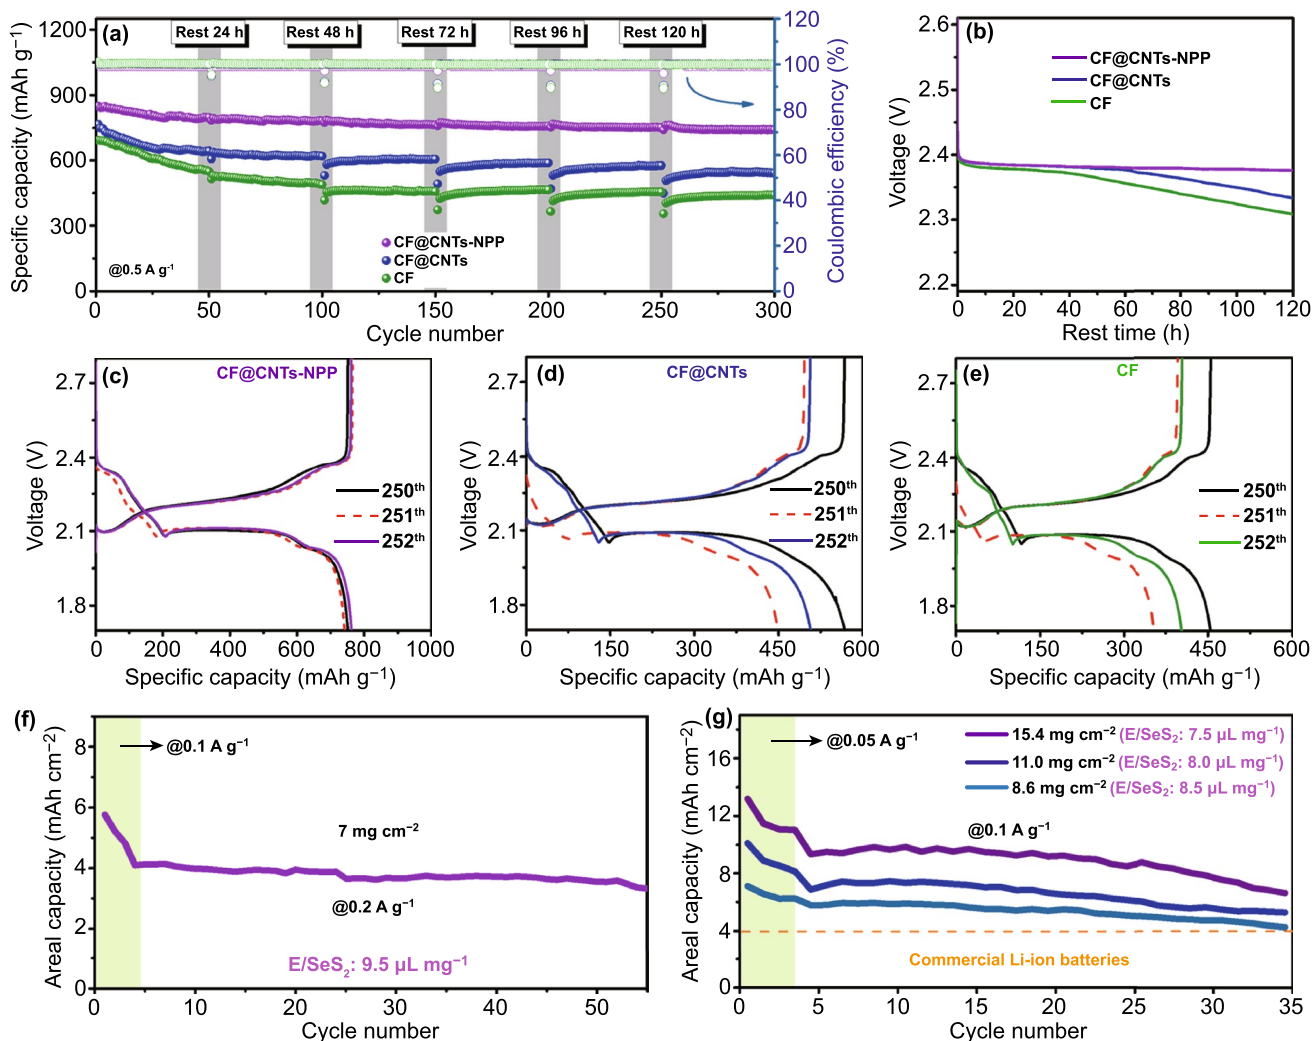 (a)
Rest 24 h Rest 48 h Rest 72 h Rest 96 h Rest 120 h
1200
900
600
300
0
Specific capacity (mAh g⁻¹)
120
100
80
60
40
20
0
Coulombic efficiency (%)
CF@CNTs-NPP
CF@CNTs
CF
@0.5 A g⁻¹
0 50 100 150 200 250 300
Cycle number
(b)
2.6
2.5
2.4
2.3
2.2
Voltage (V)
CF@CNTs-NPP
CF@CNTs
CF
0 20 40 60 80 100 120
Rest time (h)
(c)
CF@CNTs-NPP
2.7
2.4
2.1
1.8
Voltage (V)
250ᵗʰ
251ᵗʰ
252ᵗʰ
0 200 400 600 800 1000
Specific capacity (mAh g⁻¹)
(d)
CF@CNTs
2.7
2.4
2.1
1.8
Voltage (V)
250ᵗʰ
251ᵗʰ
252ᵗʰ
0 150 300 450 600
Specific capacity (mAh g⁻¹)
(e)
CF
2.7
2.4
2.1
1.8
Voltage (V)
250ᵗʰ
251ᵗʰ
252ᵗʰ
0 150 300 450 600
Specific capacity (mAh g⁻¹)
(f)
8
6
4
2
0
Areal capacity (mAh cm⁻²)
@0.1 A g⁻¹
7 mg cm⁻²
@0.2 A g⁻¹
E/SeS₂: 9.5 µL mg⁻¹
0 10 20 30 40 50
Cycle number
(g)
16
12
8
4
0
Areal capacity (mAh cm⁻²)
@0.05 A g⁻¹
15.4 mg cm⁻² (E/SeS₂: 7.5 µL mg⁻¹)
11.0 mg cm⁻² (E/SeS₂: 8.0 µL mg⁻¹)
8.6 mg cm⁻² (E/SeS₂: 8.5 µL mg⁻¹)
@0.1 A g⁻¹
Commercial Li-ion batteries
0 5 10 15 20 25 30 35
Cycle number